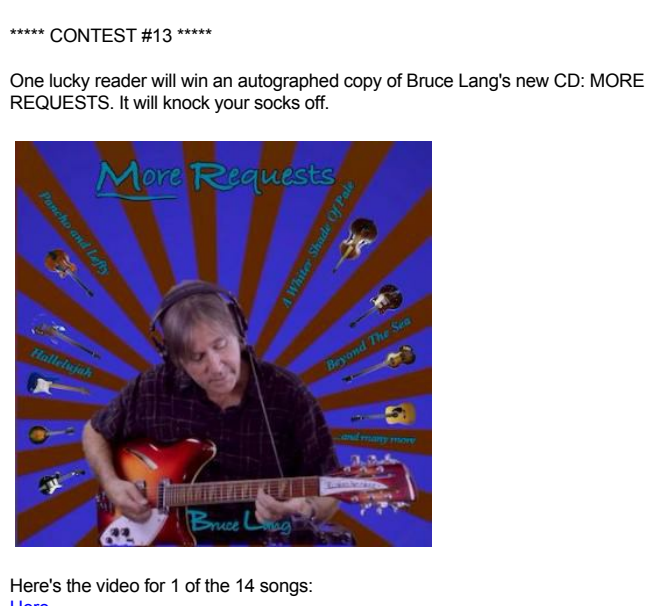 ***** CONTEST #13 *****
One lucky reader will win an autographed copy of Bruce Lang's new CD: MORE
REQUESTS. It will knock your socks off.
More Requests
Pancho and Lefty
A Whiter Shade Of Pale
Beyond The Sea
Hallelujah
...and many more
Bruce Lang
Here's the video for 1 of the 14 songs:
Here